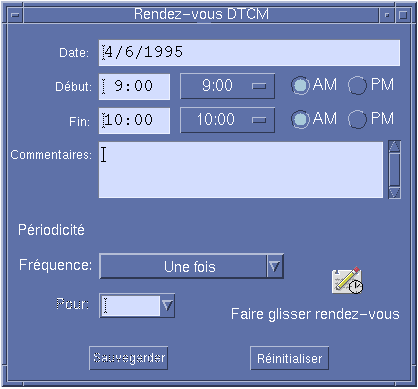 Rendez-vous DTCM
Date: 4/6/1995
Début: 9:00 9:00 AM PM
Fin: 10:00 10:00 AM PM
Commentaires:
Périodicité
Fréquence: Une fois
Pour:
Faire glisser rendez-vous
Sauvegarder Réinitialiser